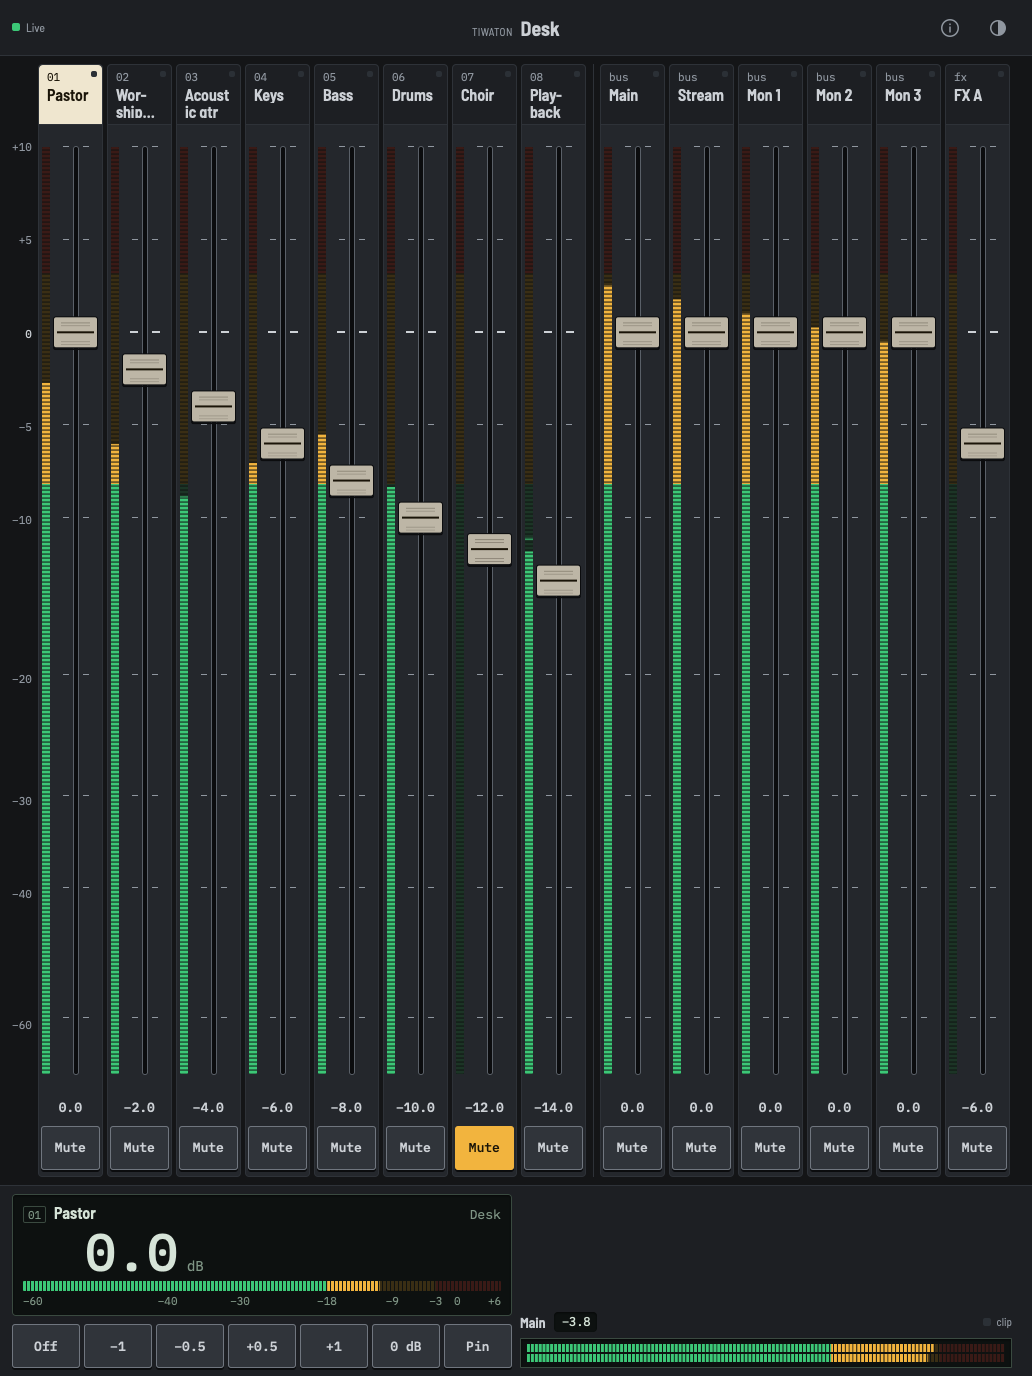 Live
TIWATON Desk
01 02 03 04 05 06 07 08 bus bus bus bus bus fx
Pastor Wor- Acoust Keys Bass Drums Choir Play- Main Stream Mon 1 Mon 2 Mon 3 FX A
ship... ic gtr back
+10
+5
0
−5
−10
−20
−30
−40
−60
0.0 −2.0 −4.0 −6.0 −8.0 −10.0 −12.0 −14.0 0.0 0.0 0.0 0.0 0.0 −6.0
Mute Mute Mute Mute Mute Mute Mute Mute Mute Mute Mute Mute Mute Mute
01 Pastor Desk
0.0 dB
−60 −40 −30 −18 −9 −3 0 +6
Main −3.8 clip
Off −1 −0.5 +0.5 +1 0 dB Pin